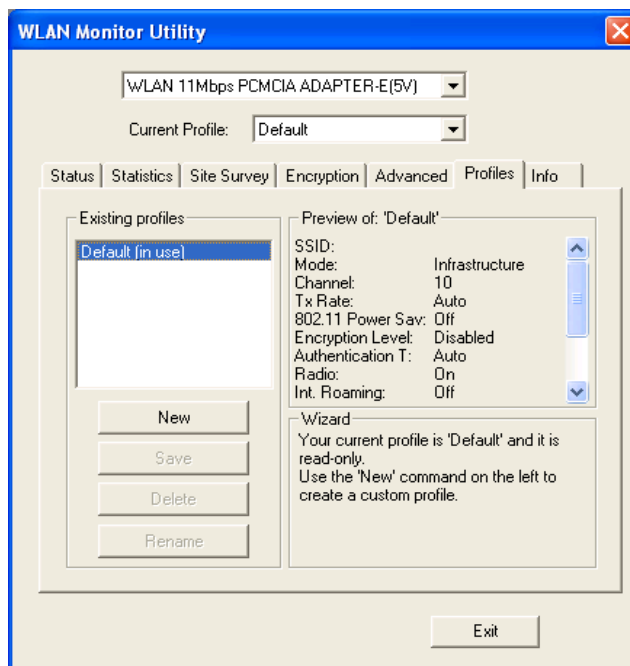 WLAN Monitor Utility
WLAN 11Mbps PCMCIA ADAPTER-E(5V)
Current Profile: Default
Status Statistics Site Survey Encryption Advanced Profiles Info
Existing profiles
Default (in use)
New
Save
Delete
Rename
Preview of: 'Default'
SSID:
Mode: Infrastructure
Channel: 10
Tx Rate: Auto
802.11 Power Sav: Off
Encryption Level: Disabled
Authentication T: Auto
Radio: On
Int. Roaming: Off
Wizard
Your current profile is 'Default' and it is
read-only.
Use the 'New' command on the left to
create a custom profile.
Exit